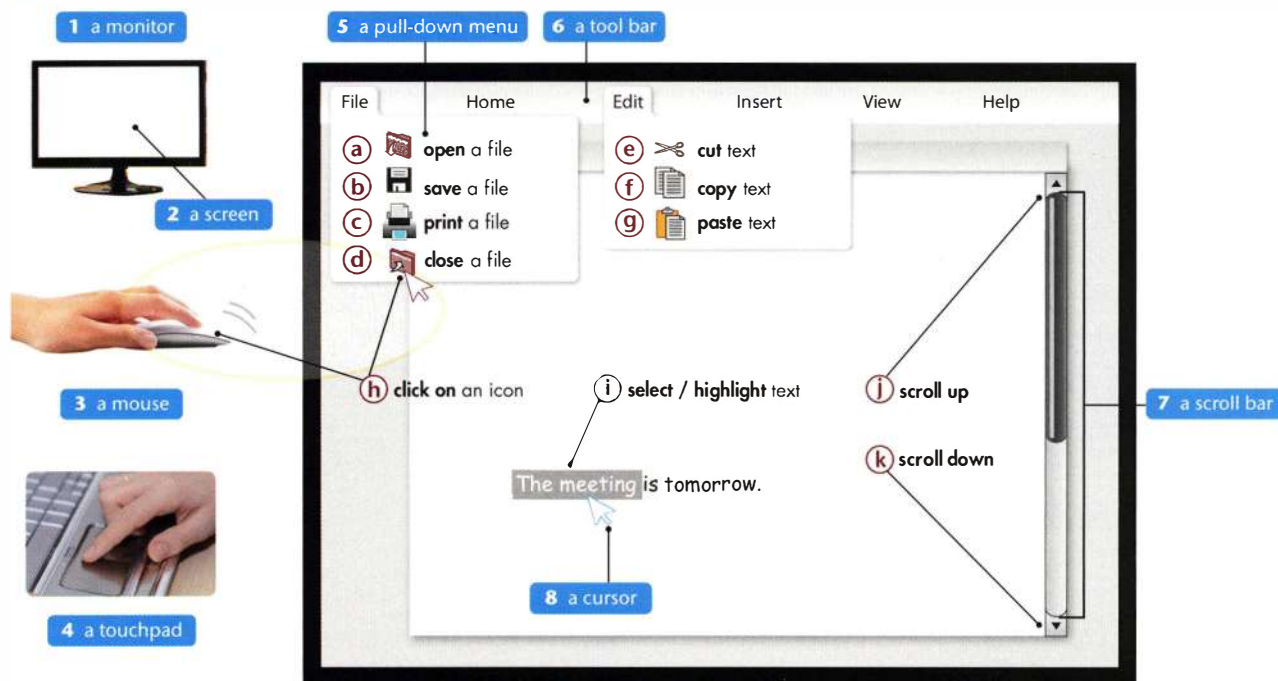 1 a monitor
5 a pull-down menu
6 a tool bar
File Home Edit Insert View Help
a open a file
b save a file
c print a file
d close a file
e cut text
f copy text
g paste text
2 a screen
h click on an icon
i select / highlight text
j scroll up
3 a mouse
7 a scroll bar
k scroll down
The meeting is tomorrow.
8 a cursor
4 a touchpad